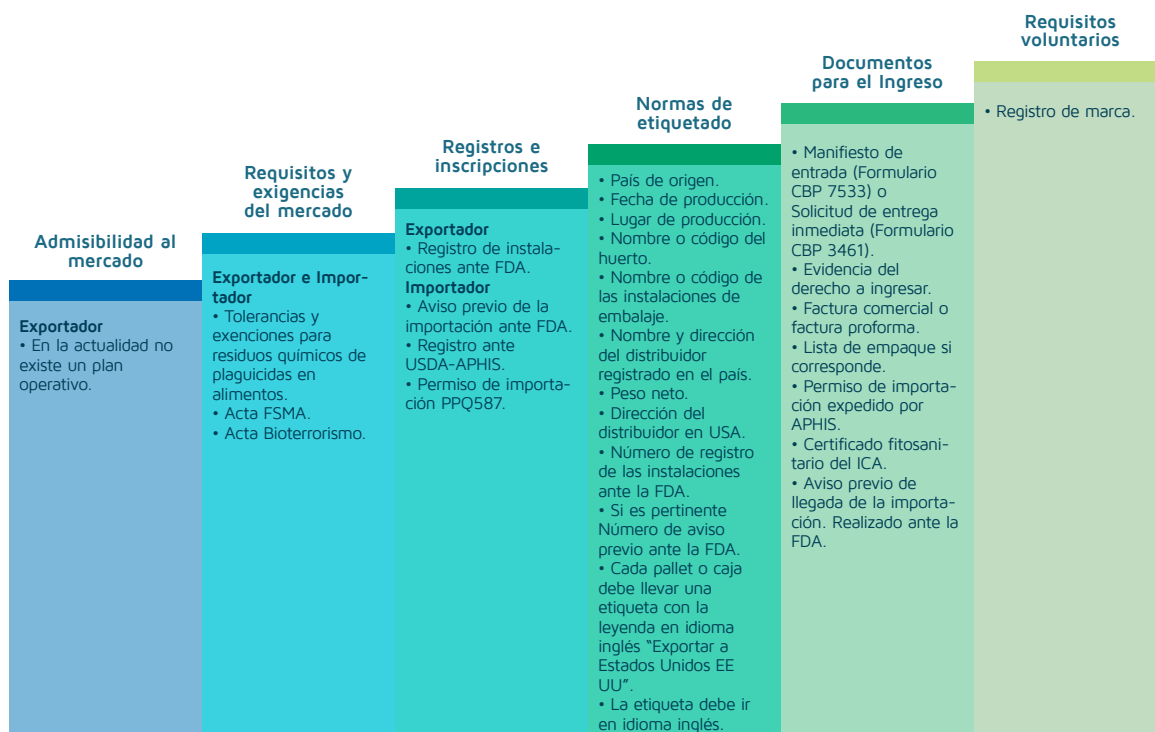 Admisibilidad al
mercado
Exportador
• En la actualidad no
existe un plan
operativo.
Requisitos y
exigencias
del mercado
Exportador e Impor-
tador
• Tolerancias y
exenciones para
residuos químicos de
plaguicidas en
alimentos.
• Acta FSMA.
• Acta Bioterrorismo.
Registros e
inscripciones
Exportador
• Registro de instala-
ciones ante FDA.
Importador
• Aviso previo de la
importación ante FDA.
• Registro ante
USDA-APHIS.
• Permiso de importa-
ción PPQ587.
Normas de
etiquetado
• País de origen.
• Fecha de producción.
• Lugar de producción.
• Nombre o código del
huerto.
• Nombre o código de
las instalaciones de
embalaje.
• Nombre y dirección
del distribuidor
registrado en el país.
• Peso neto.
• Dirección del
distribuidor en USA.
• Número de registro
de las instalaciones
ante la FDA.
• Si es pertinente
Número de aviso
previo ante la FDA.
• Cada pallet o caja
debe llevar una
etiqueta con la
leyenda en idioma
inglés “Exportar a
Estados Unidos EE
UU”.
• La etiqueta debe ir
en idioma inglés.
Documentos
para el Ingreso
• Manifiesto de
entrada (Formulario
CBP 7533) o
Solicitud de entrega
inmediata (Formulario
CBP 3461).
• Evidencia del
derecho a ingresar.
• Factura comercial o
factura proforma.
• Lista de empaque si
corresponde.
• Permiso de importa-
ción expedido por
APHIS.
• Certificado fitosani-
tario del ICA.
• Aviso previo de
llegada de la importa-
ción. Realizado ante la
FDA.
Requisitos
voluntarios
• Registro de marca.